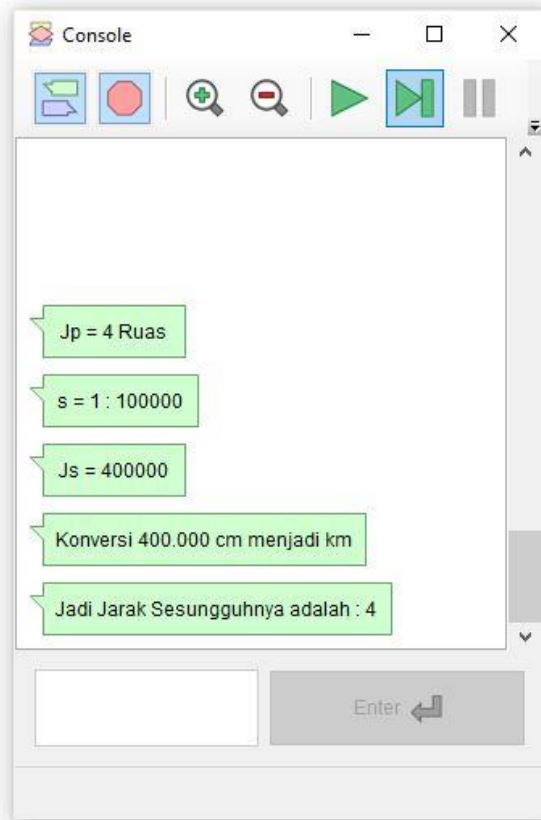 Console
Jp = 4 Ruas
s = 1 : 100000
Js = 400000
Konversi 400.000 cm menjadi km
Jadi Jarak Sesungguhnya adalah : 4
Enter